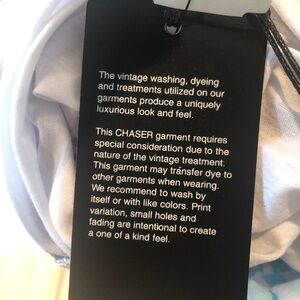 The vintage washing, dyeing
and treatments utilized on our
garments produce a uniquely
luxurious look and feel.
This CHASER garment requires
special consideration due to the
nature of the vintage treatment.
This garment may transfer dye to
other garments when wearing.
We recommend to wash by
itself or with like colors. Print
variation, small holes and
fading are intentional to create
a one of a kind feel.